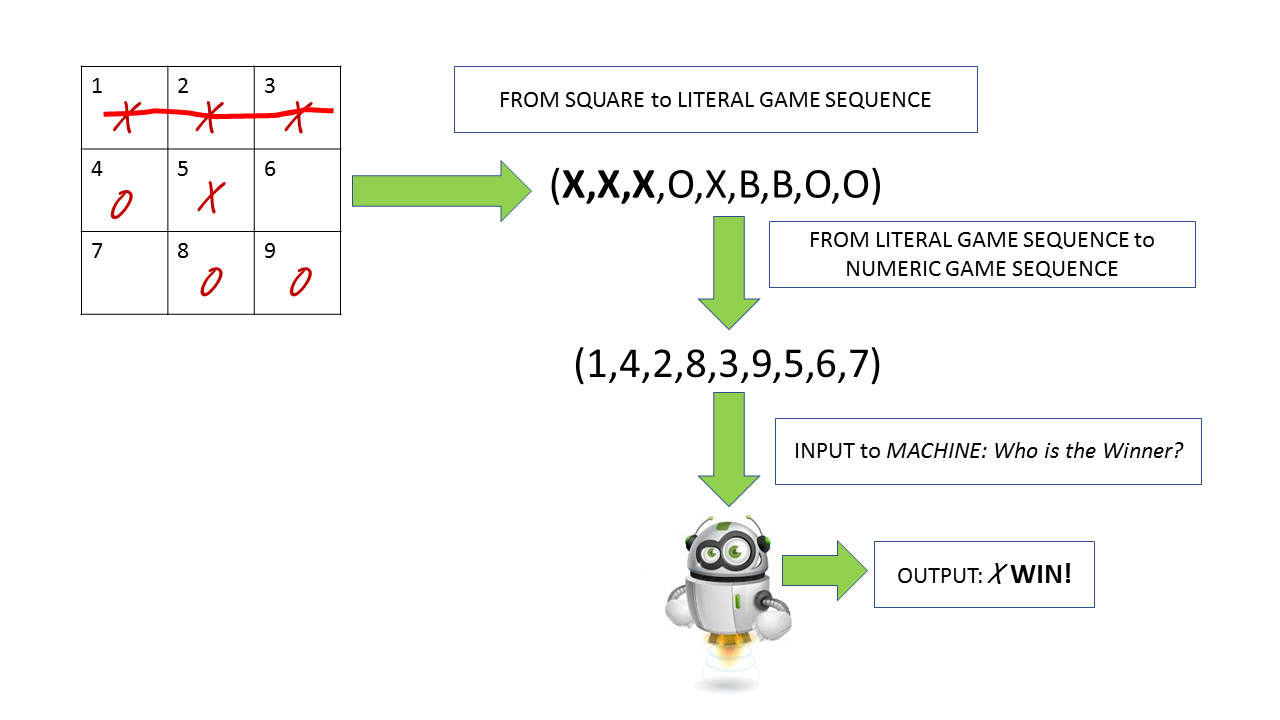 1 2 3
X X X
4 5 6
O X
7 8 9
O O
FROM SQUARE to LITERAL GAME SEQUENCE
(X,X,X,O,X,B,B,O,O)
FROM LITERAL GAME SEQUENCE to
NUMERIC GAME SEQUENCE
(1,4,2,8,3,9,5,6,7)
INPUT to MACHINE: Who is the Winner?
OUTPUT: X WIN!